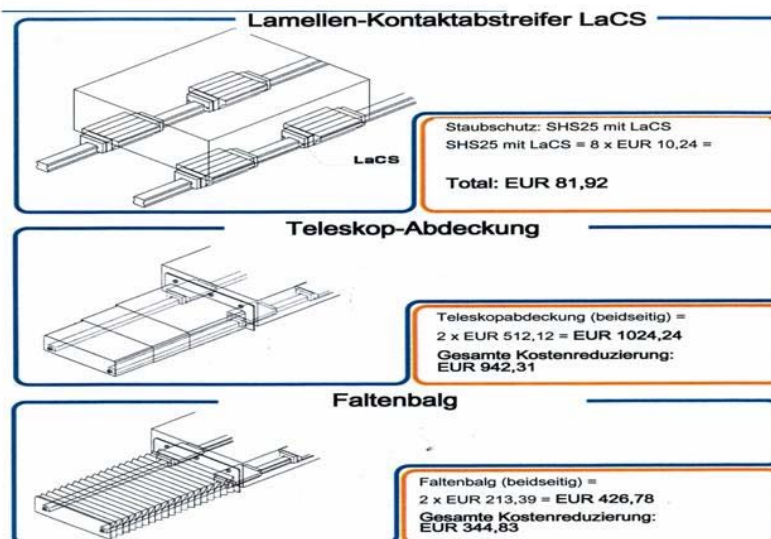 Lamellen-Kontaktabstreifer LaCS
LaCS
Staubschutz: SHS25 mit LaCS
SHS25 mit LaCS = 8 x EUR 10,24 =
Total: EUR 81,92
Teleskop-Abdeckung
Teleskopabdeckung (beidseitig) =
2 x EUR 512,12 = EUR 1024,24
Gesamte Kostenreduzierung:
EUR 942,31
Faltenbalg
Faltenbalg (beidseitig) =
2 x EUR 213,39 = EUR 426,78
Gesamte Kostenreduzierung:
EUR 344,83